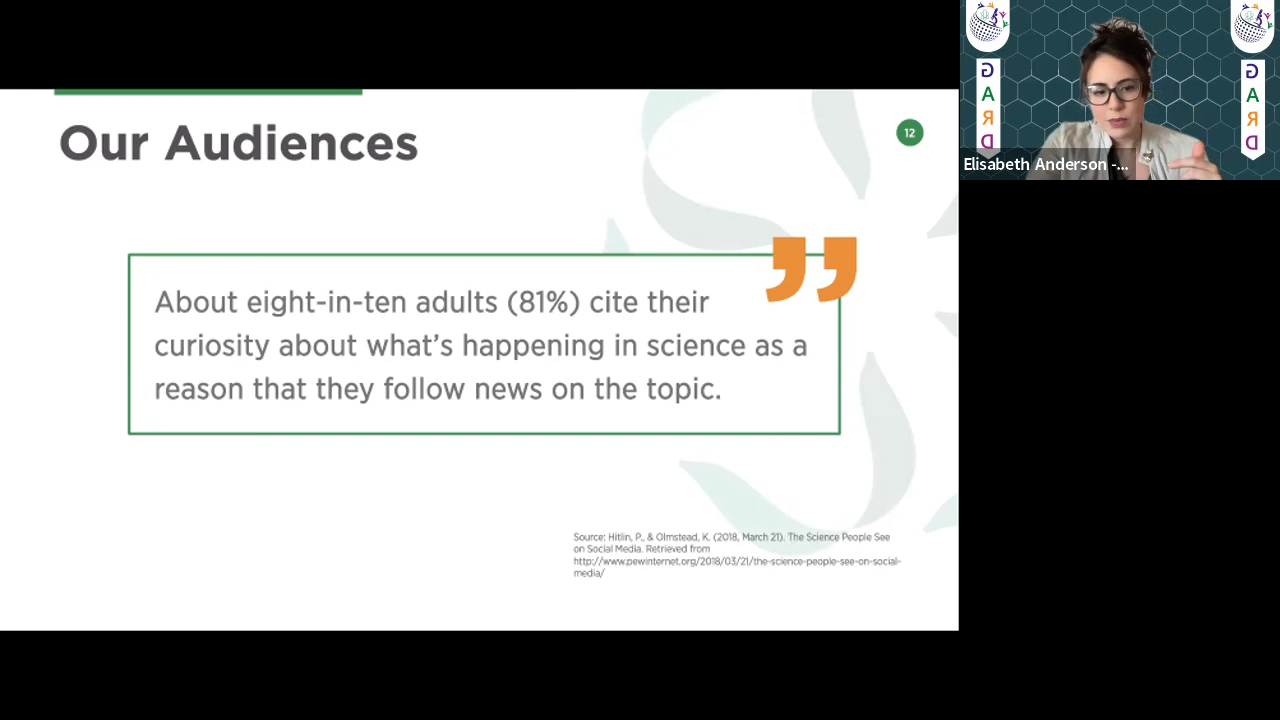 Our Audiences
12
”
About eight-in-ten adults (81%) cite their
curiosity about what’s happening in science as a
reason that they follow news on the topic.
Source: Hitlin, P., & Olmstead, K. (2018, March 21). The Science People See
on Social Media. Retrieved from
http://www.pewinternet.org/2018/03/21/the-science-people-see-on-social-
media/
G
A
R
D
G
A
R
D
Elisabeth Anderson -...